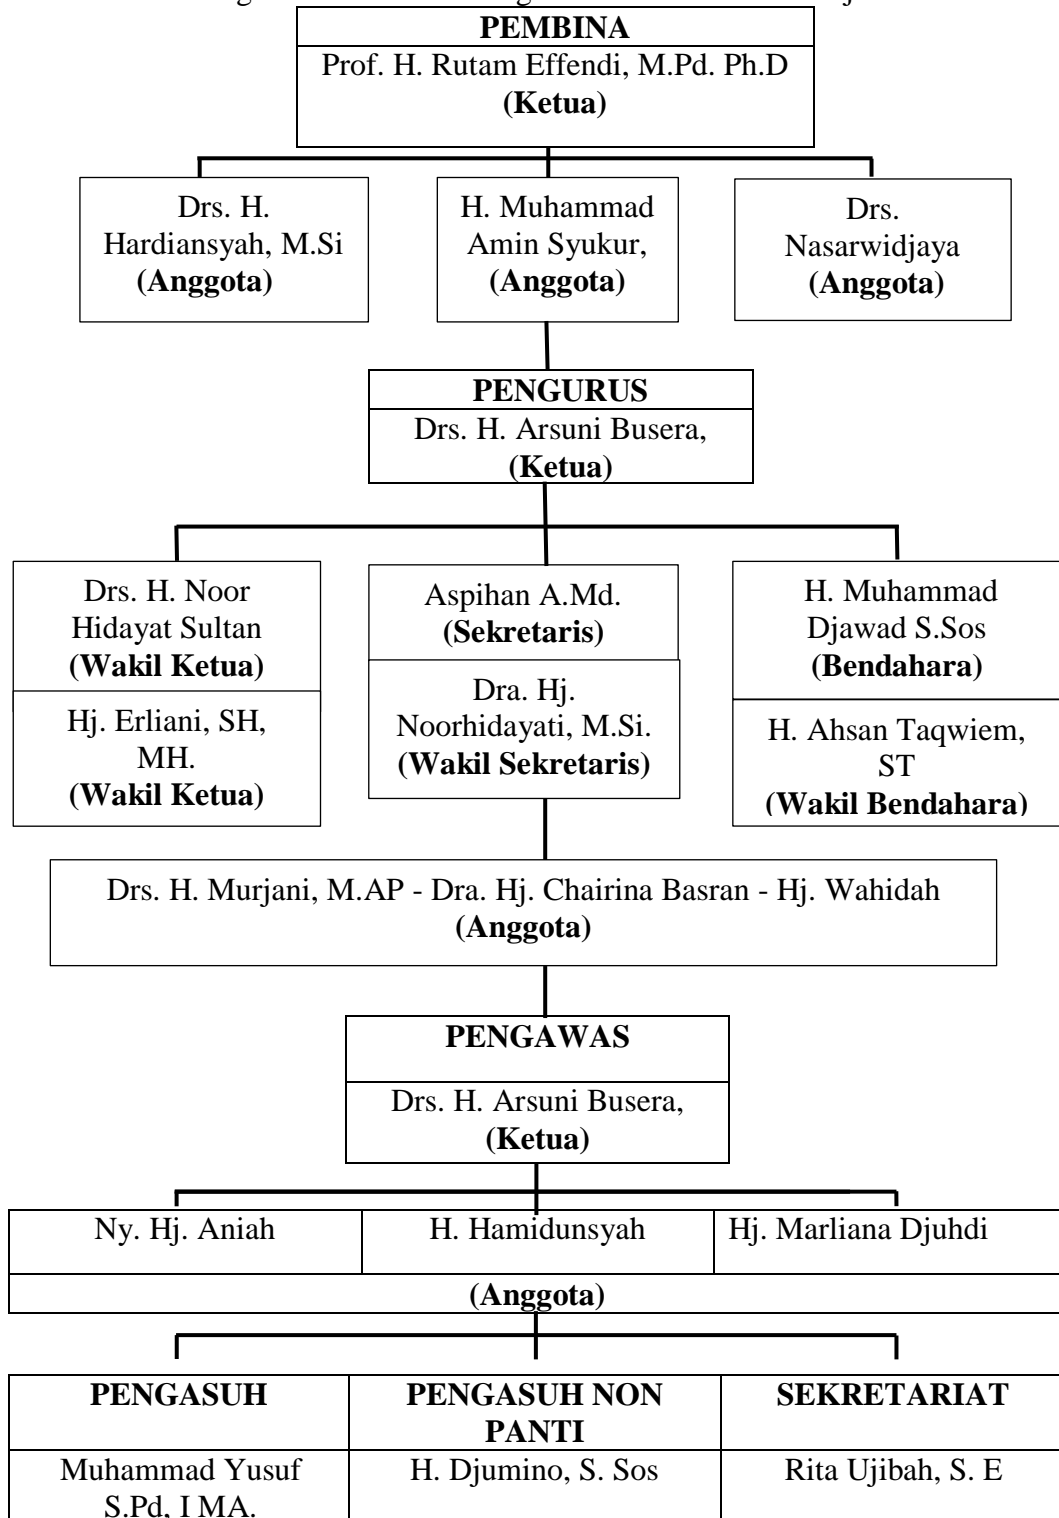 PEMBINA
Prof. H. Rutam Effendi, M.Pd. Ph.D
(Ketua)
Drs. H.
Hardiansyah, M.Si
(Anggota)
H. Muhammad
Amin Syukur,
(Anggota)
Drs.
Nasarwidjaya
(Anggota)
PENGURUS
Drs. H. Arsuni Busera,
(Ketua)
Drs. H. Noor
Hidayat Sultan
(Wakil Ketua)
Hj. Erliani, SH,
MH.
(Wakil Ketua)
Aspihan A.Md.
(Sekretaris)
Dra. Hj.
Noorhidayati, M.Si.
(Wakil Sekretaris)
H. Muhammad
Djawad S.Sos
(Bendahara)
H. Ahsan Taqwiem,
ST
(Wakil Bendahara)
Drs. H. Murjani, M.AP - Dra. Hj. Chairina Basran - Hj. Wahidah
(Anggota)
PENGAWAS
Drs. H. Arsuni Busera,
(Ketua)
Ny. Hj. Aniah
H. Hamidunsyah
Hj. Marliana Djuhdi
(Anggota)
PENGASUH
PENGASUH NON
PANTI
SEKRETARIAT
Muhammad Yusuf
S.Pd, I MA.
H. Djumino, S. Sos
Rita Ujibah, S. E